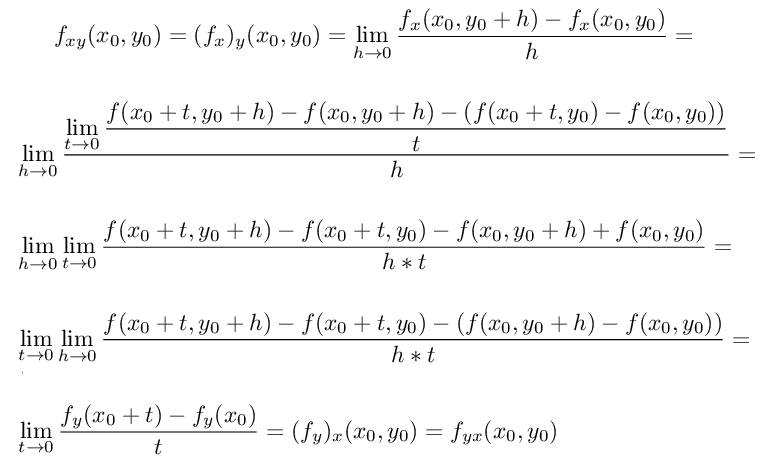 f_{xy}(x_0, y_0) = (f_x)_y(x_0, y_0) = \lim_{h \to 0} \frac{f_x(x_0, y_0 + h) - f_x(x_0, y_0)}{h} =
\lim_{h \to 0} \frac{\lim_{t \to 0} \frac{f(x_0 + t, y_0 + h) - f(x_0, y_0 + h) - (f(x_0 + t, y_0) - f(x_0, y_0))}{t}}{h} =
\lim_{h \to 0} \lim_{t \to 0} \frac{f(x_0 + t, y_0 + h) - f(x_0 + t, y_0) - f(x_0, y_0 + h) + f(x_0, y_0)}{h * t} =
\lim_{t \to 0} \lim_{h \to 0} \frac{f(x_0 + t, y_0 + h) - f(x_0 + t, y_0) - (f(x_0, y_0 + h) - f(x_0, y_0))}{h * t} =
\lim_{t \to 0} \frac{f_y(x_0 + t) - f_y(x_0)}{t} = (f_y)_x(x_0, y_0) = f_{yx}(x_0, y_0)